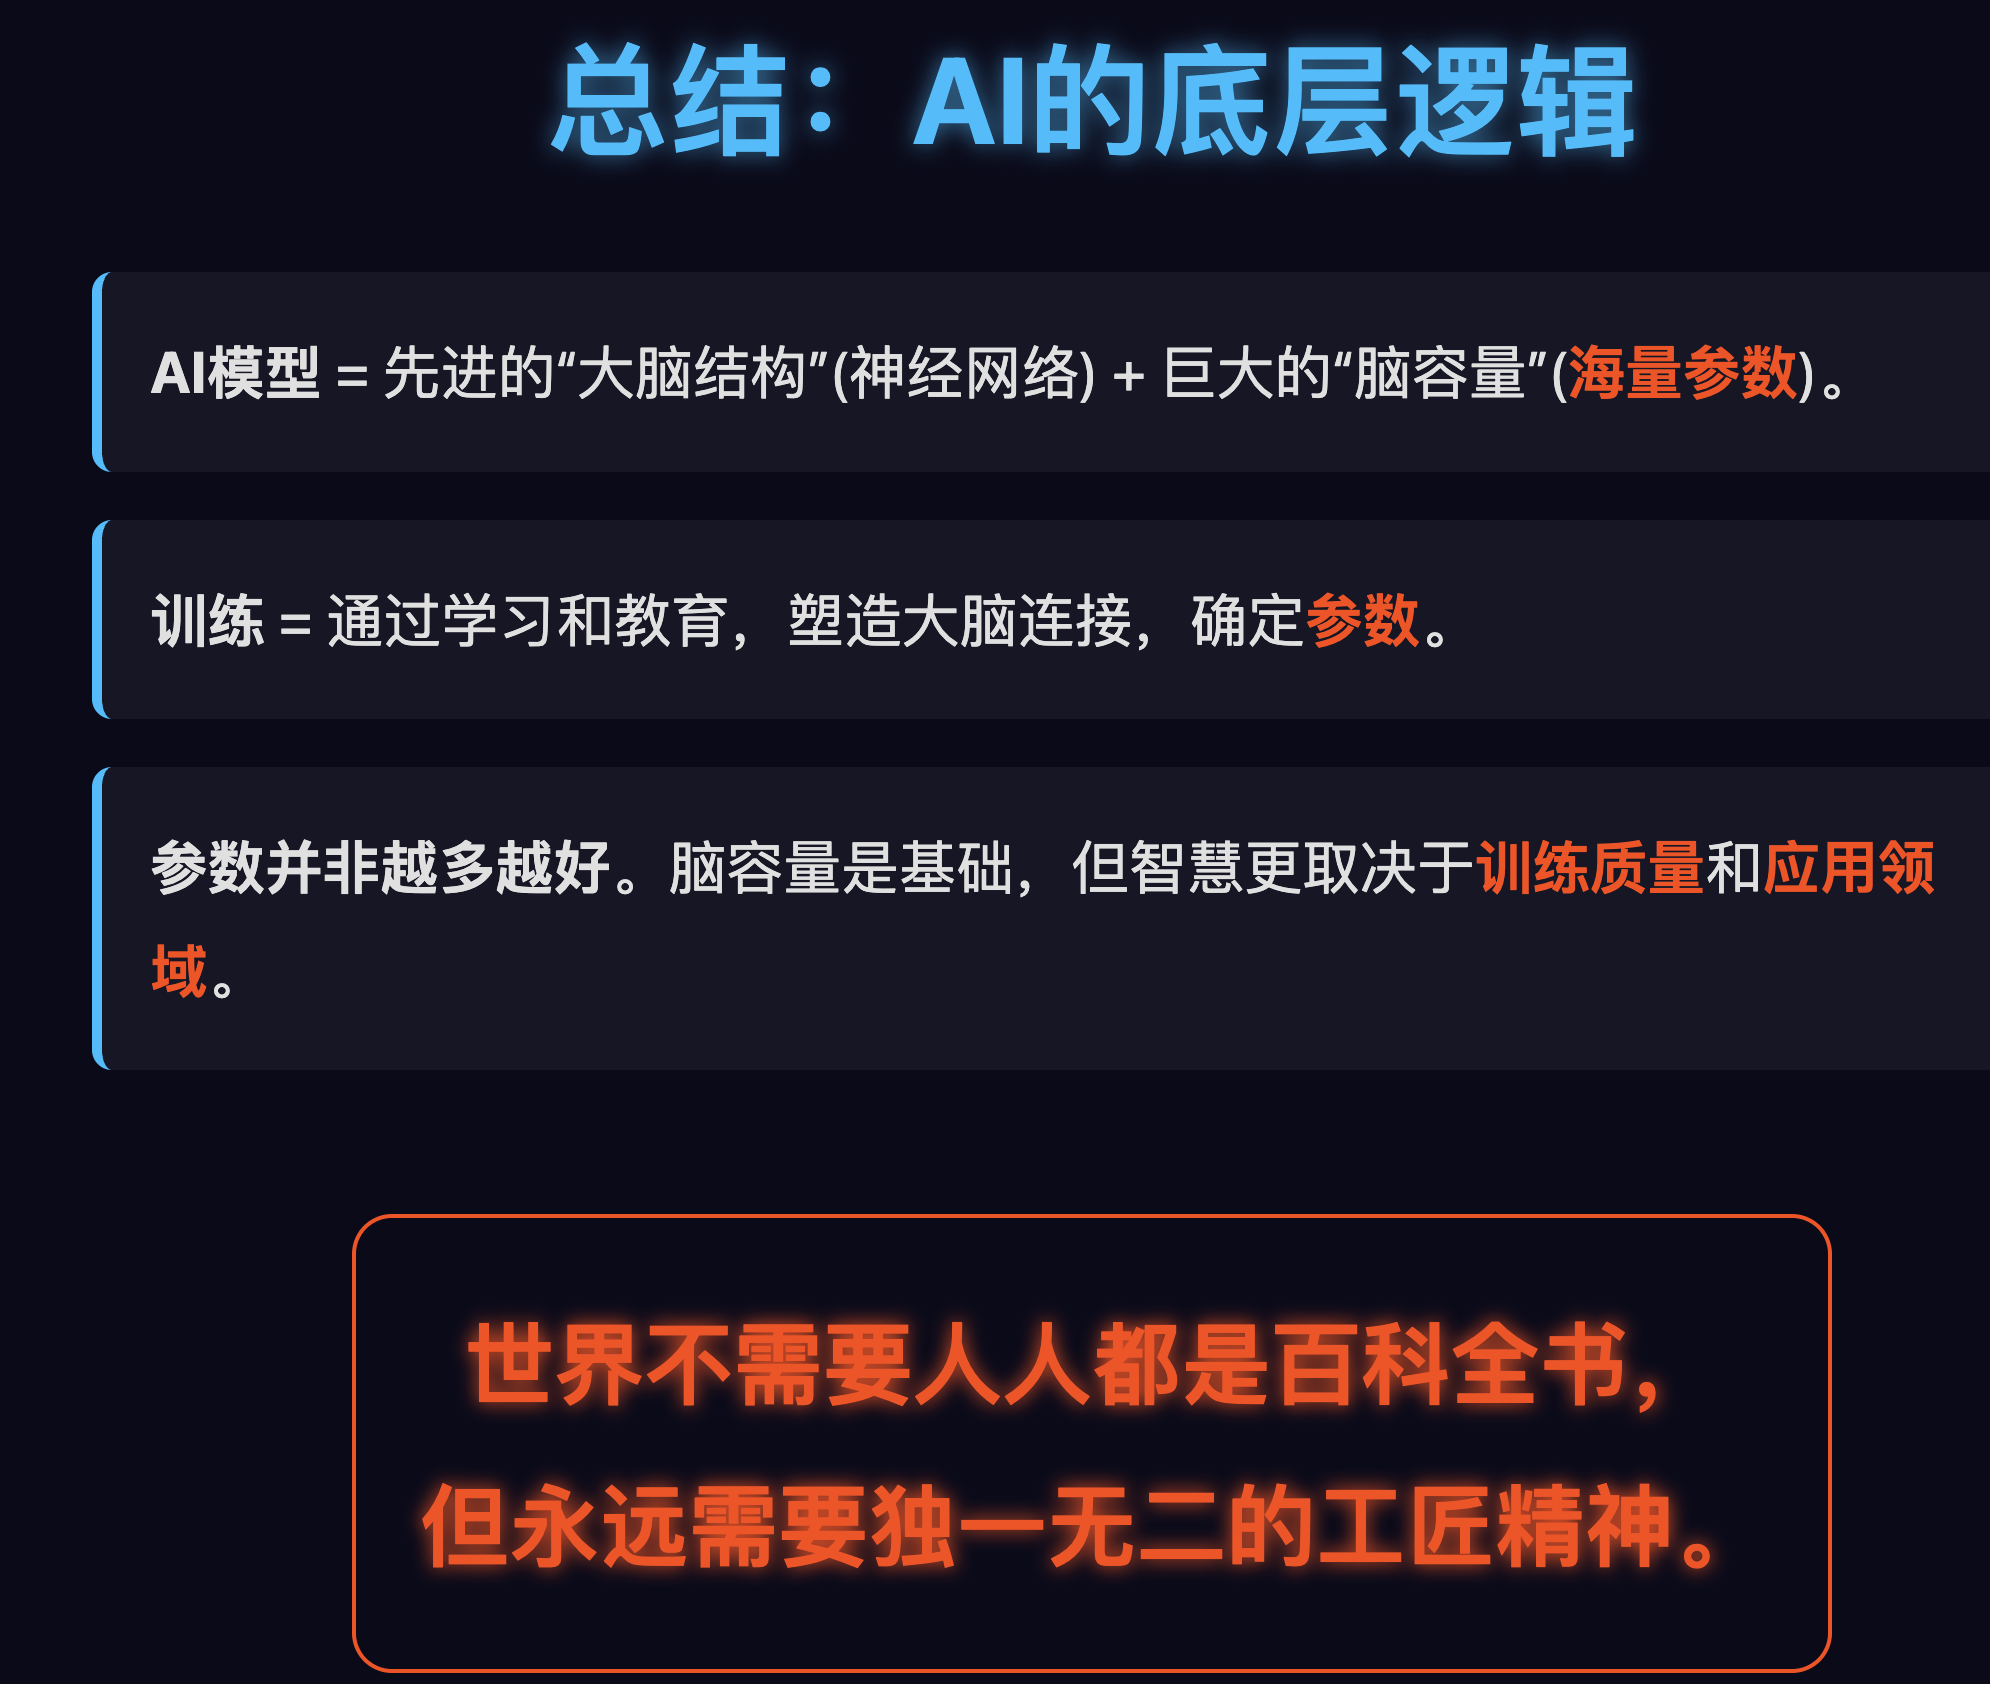 总结：AI的底层逻辑
AI模型 = 先进的“大脑结构”(神经网络) + 巨大的“脑容量”(海量参数)。
训练 = 通过学习和教育，塑造大脑连接，确定参数。
参数并非越多越好。脑容量是基础，但智慧更取决于训练质量和应用领
域。
世界不需要人人都是百科全书，
但永远需要独一无二的工匠精神。